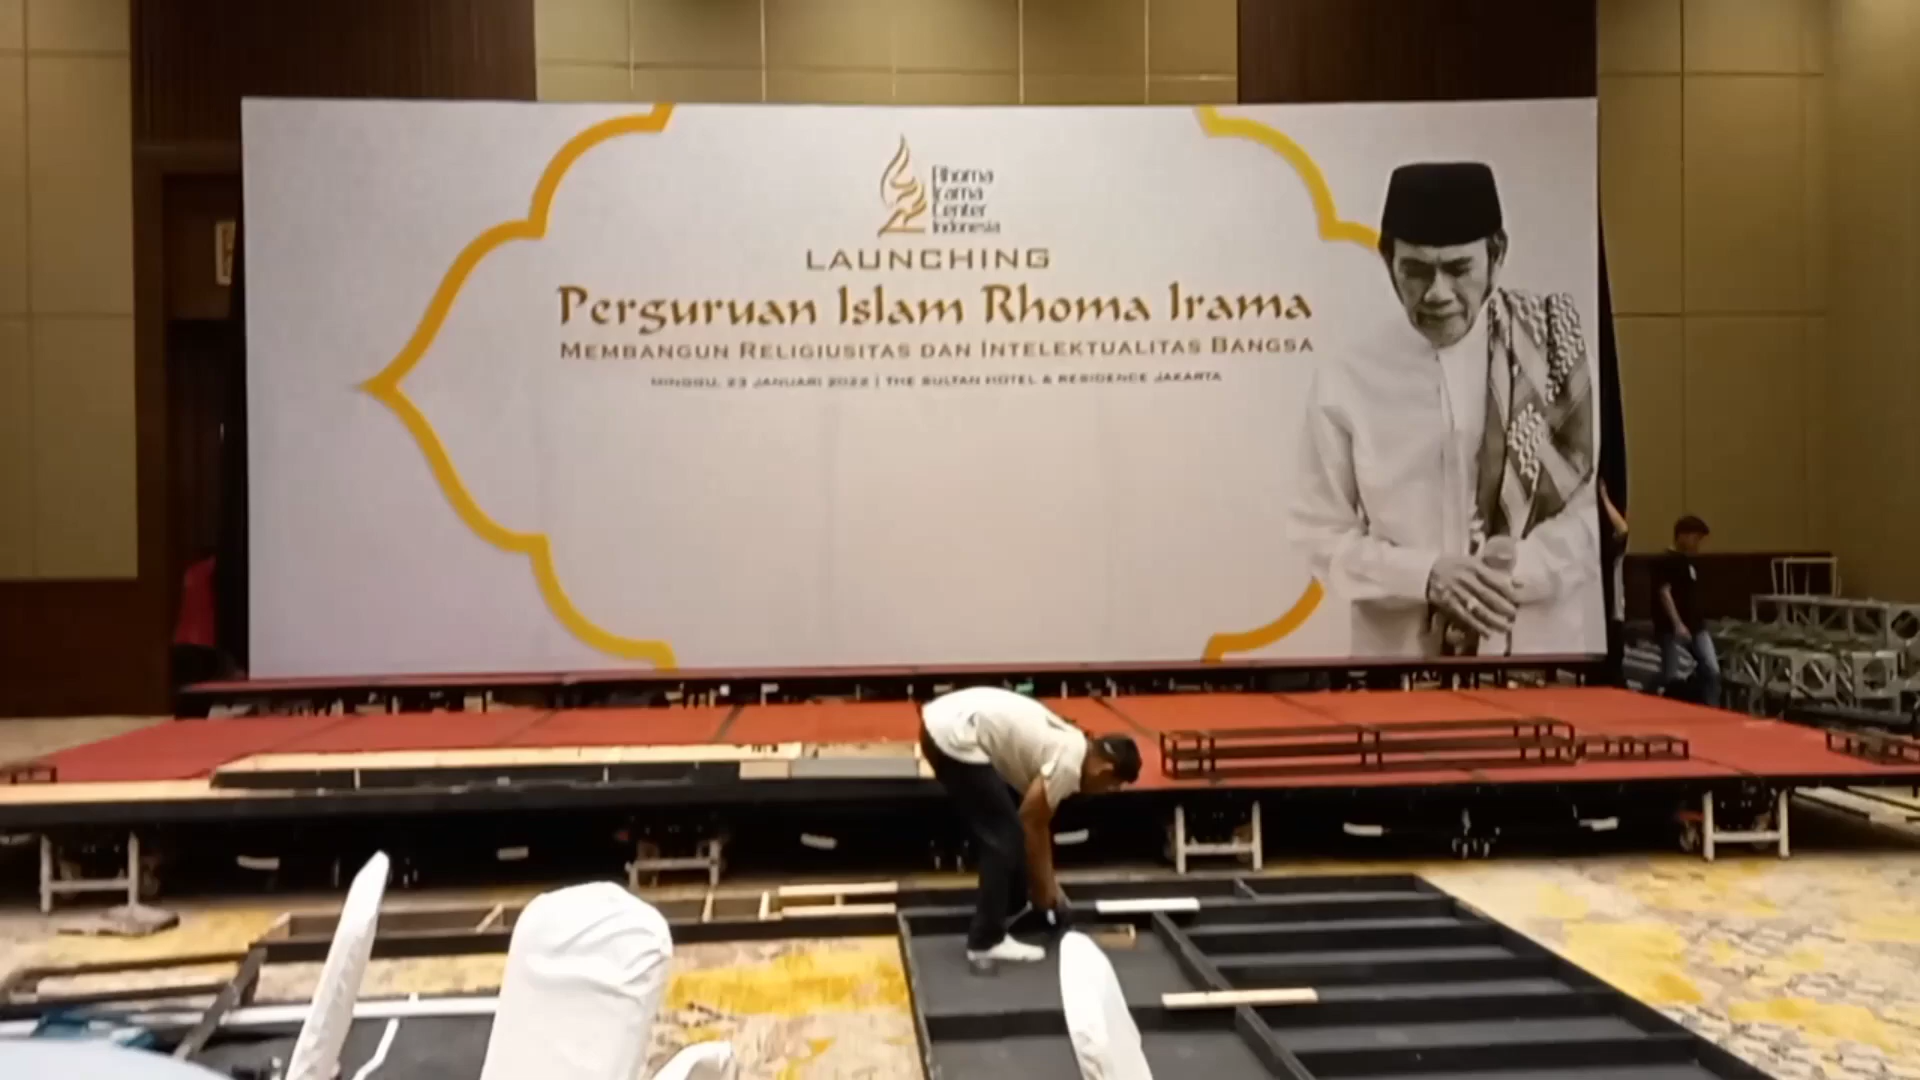 Rhoma
Irama
Center
Indonesia
LAUNCHING
Perguruan Islam Rhoma Irama
MEMBANGUN RELIGIUSITAS DAN INTELEKTUALITAS BANGSA
MINGGU, 23 JANUARI 2022 | THE SULTAN HOTEL & RESIDENCE JAKARTA